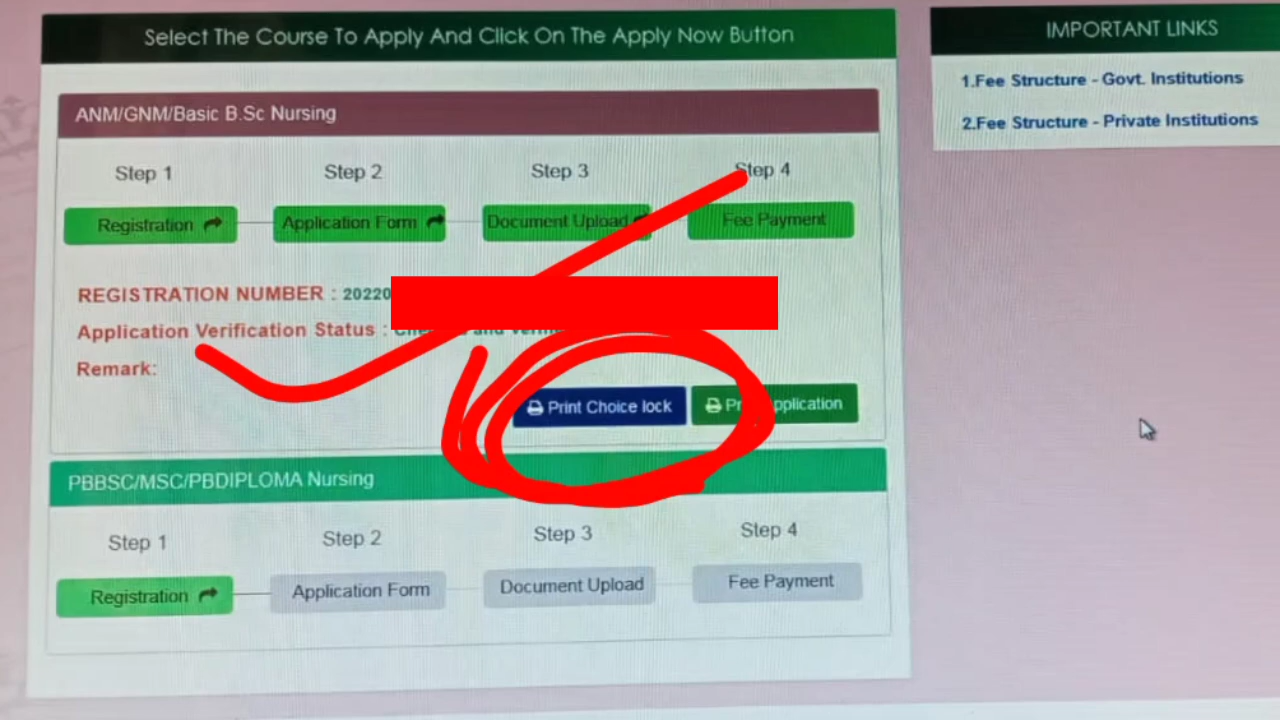 Select The Course To Apply And Click On The Apply Now Button
IMPORTANT LINKS
1.Fee Structure - Govt. Institutions
2.Fee Structure - Private Institutions
ANM/GNM/Basic B.Sc Nursing
Step 1 Step 2 Step 3 Step 4
Registration Application Form Document Upload Fee Payment
REGISTRATION NUMBER : 20220
Application Verification Status : and
Remark:
Print Choice lock
PBBSC/MSC/PBDIPLOMA Nursing
Step 1 Step 2 Step 3 Step 4
Registration Application Form Document Upload Fee Payment